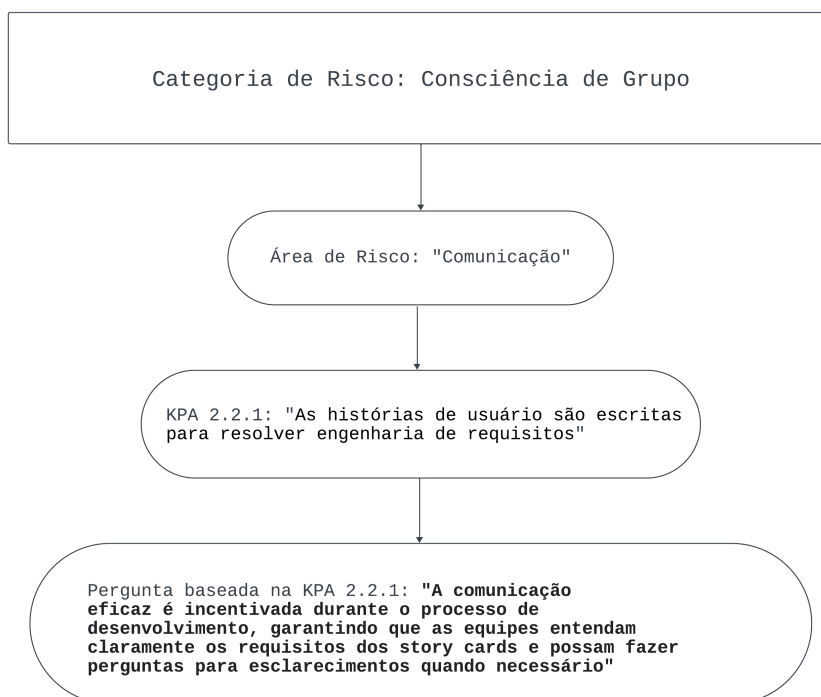 Categoria de Risco: Consciência de Grupo
Área de Risco: "Comunicação"
KPA 2.2.1: "As histórias de usuário são escritas
para resolver engenharia de requisitos"
Pergunta baseada na KPA 2.2.1: "A comunicação
eficaz é incentivada durante o processo de
desenvolvimento, garantindo que as equipes entendam
claramente os requisitos dos story cards e possam fazer
perguntas para esclarecimentos quando necessário"